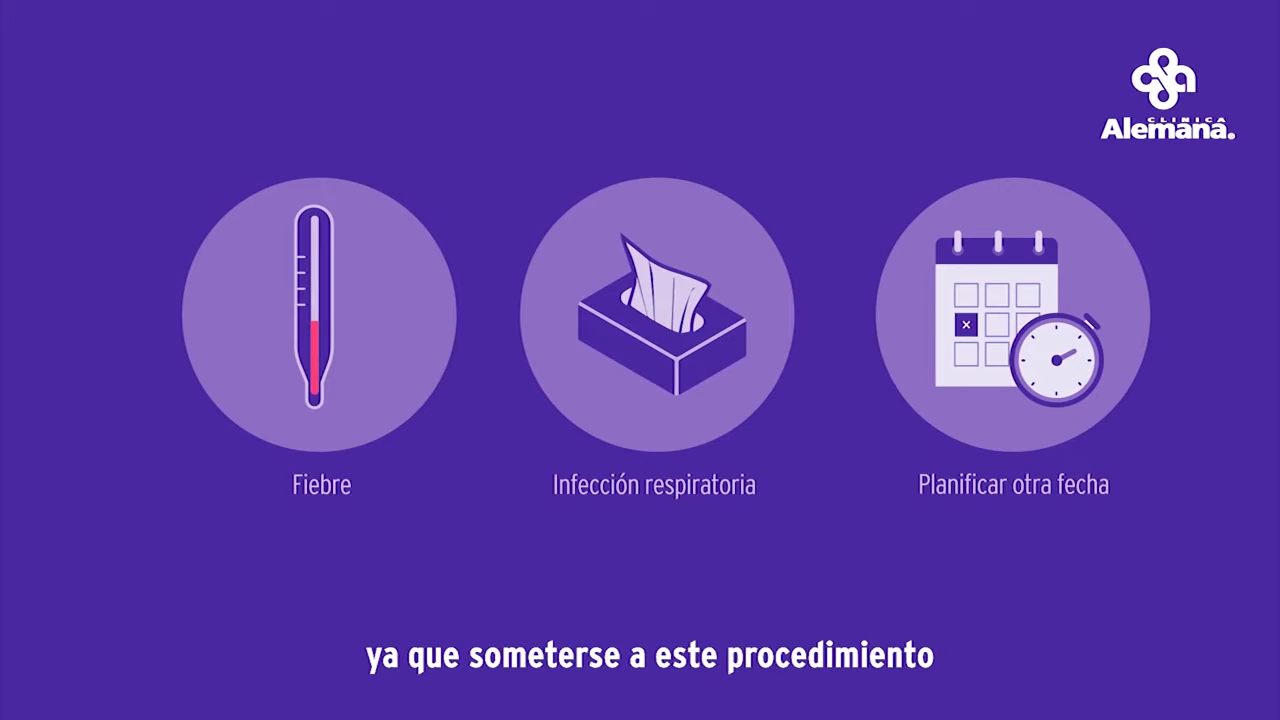 CLINICA
Alemana.
Fiebre
Infección respiratoria
Planificar otra fecha
ya que someterse a este procedimiento